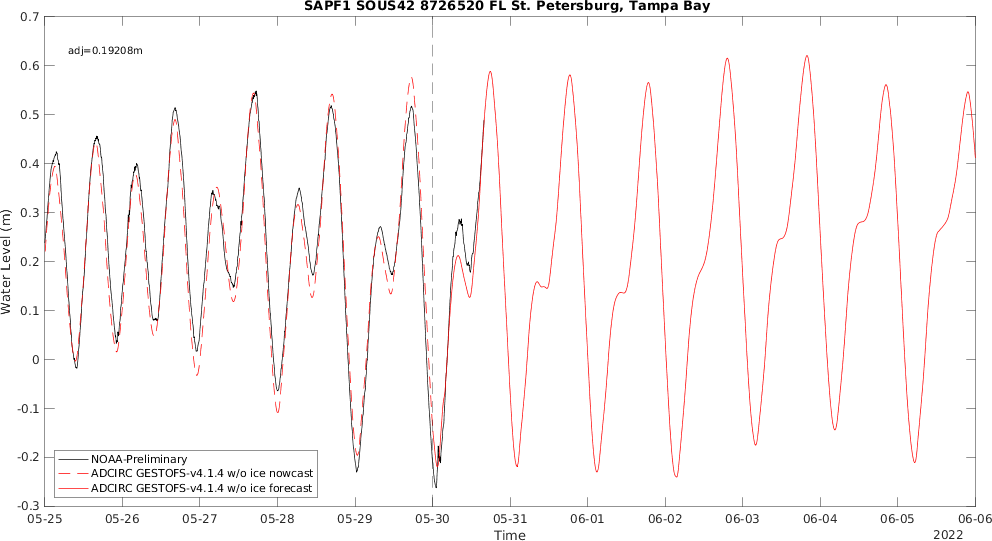 SAPF1 SOUS42 8726520 FL St. Petersburg, Tampa Bay
0.7
adj=0.19208m
0.6
0.5
0.4
0.3
0.2
0.1
0
-0.1
-0.2
-0.3
Water Level (m)
NOAA-Preliminary
ADCIRC GESTOFS-v4.1.4 w/o ice nowcast
ADCIRC GESTOFS-v4.1.4 w/o ice forecast
05-25 05-26 05-27 05-28 05-29 05-30 05-31 06-01 06-02 06-03 06-04 06-05 06-06
Time
2022